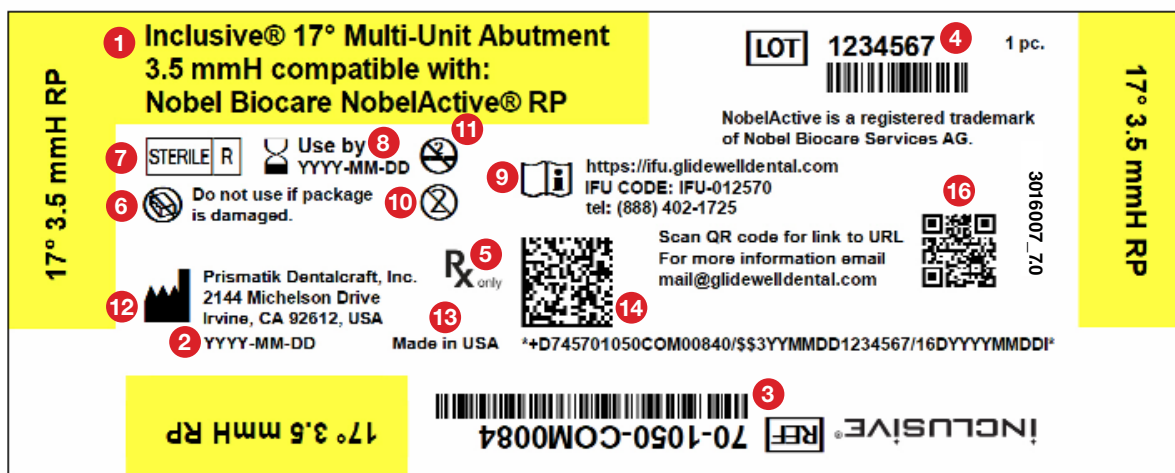 1 Inclusive® 17° Multi-Unit Abutment
3.5 mmH compatible with:
Nobel Biocare NobelActive® RP
LOT 1234567 4 1 pc.
NobelActive is a registered trademark
of Nobel Biocare Services AG.
17° 3.5 mmH RP
17° 3.5 mmH RP
7 STERILE R
Use by 8
YYYY-MM-DD
11
2
6 Do not use if package
is damaged.
10 2
9 i https://ifu.glidewelldental.com
IFU CODE: IFU-012570
tel: (888) 402-1725
16
3016007_7.0
Scan QR code for link to URL
For more information email
mail@glidewelldental.com
Rx only 5
12 Prismatik Dentalcraft, Inc.
2144 Michelson Drive
Irvine, CA 92612, USA
2 YYYY-MM-DD
13
Made in USA
14
*+D745701050COM00840/$$3YYMMDD1234567/16DYYYYMMDDI*
17° 3.5 mmH RP
3
70-1050-COM0084
REF
iNCLUSIVE®